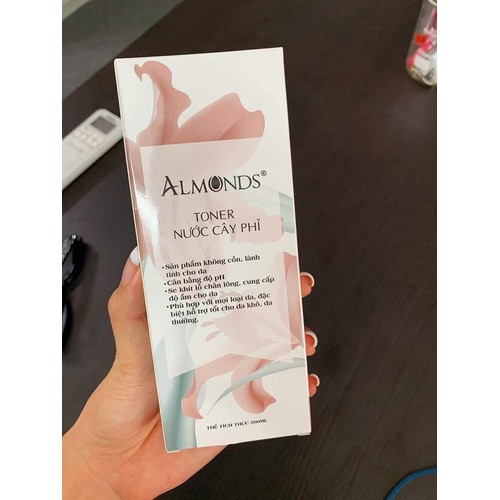 ALMONDS®
TONER
NƯỚC CÂY PHỈ
•Sản phẩm không cồn, lành
tính cho da
•Cân bằng độ pH
•Se khít lỗ chân lông, cung cấp
độ ẩm cho da
•Phù hợp với mọi loại da, đặc
biệt hỗ trợ tốt cho da khô, da
thường.
THỂ TÍCH THỰC 200ML